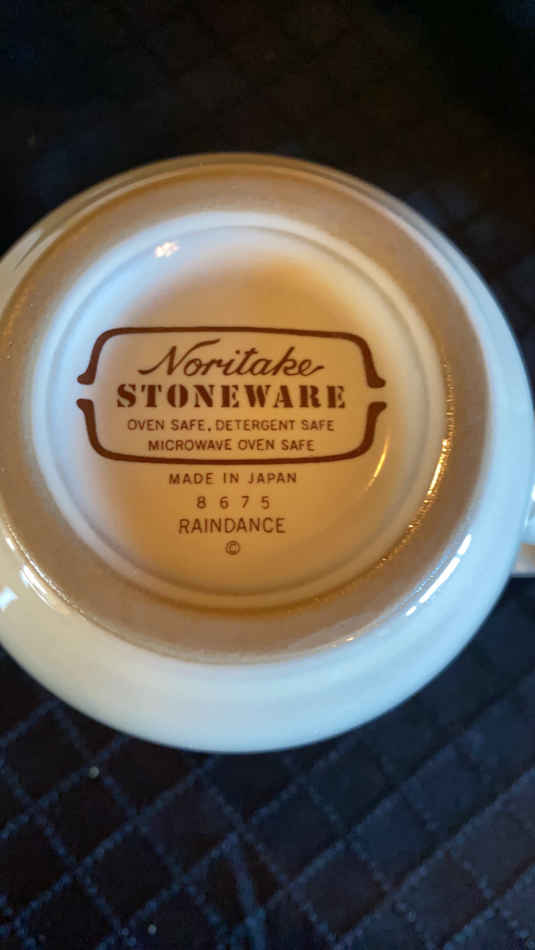 Noritake
STONEWARE
OVEN SAFE, DETERGENT SAFE
MICROWAVE OVEN SAFE
MADE IN JAPAN
8675
RAINDANCE
©